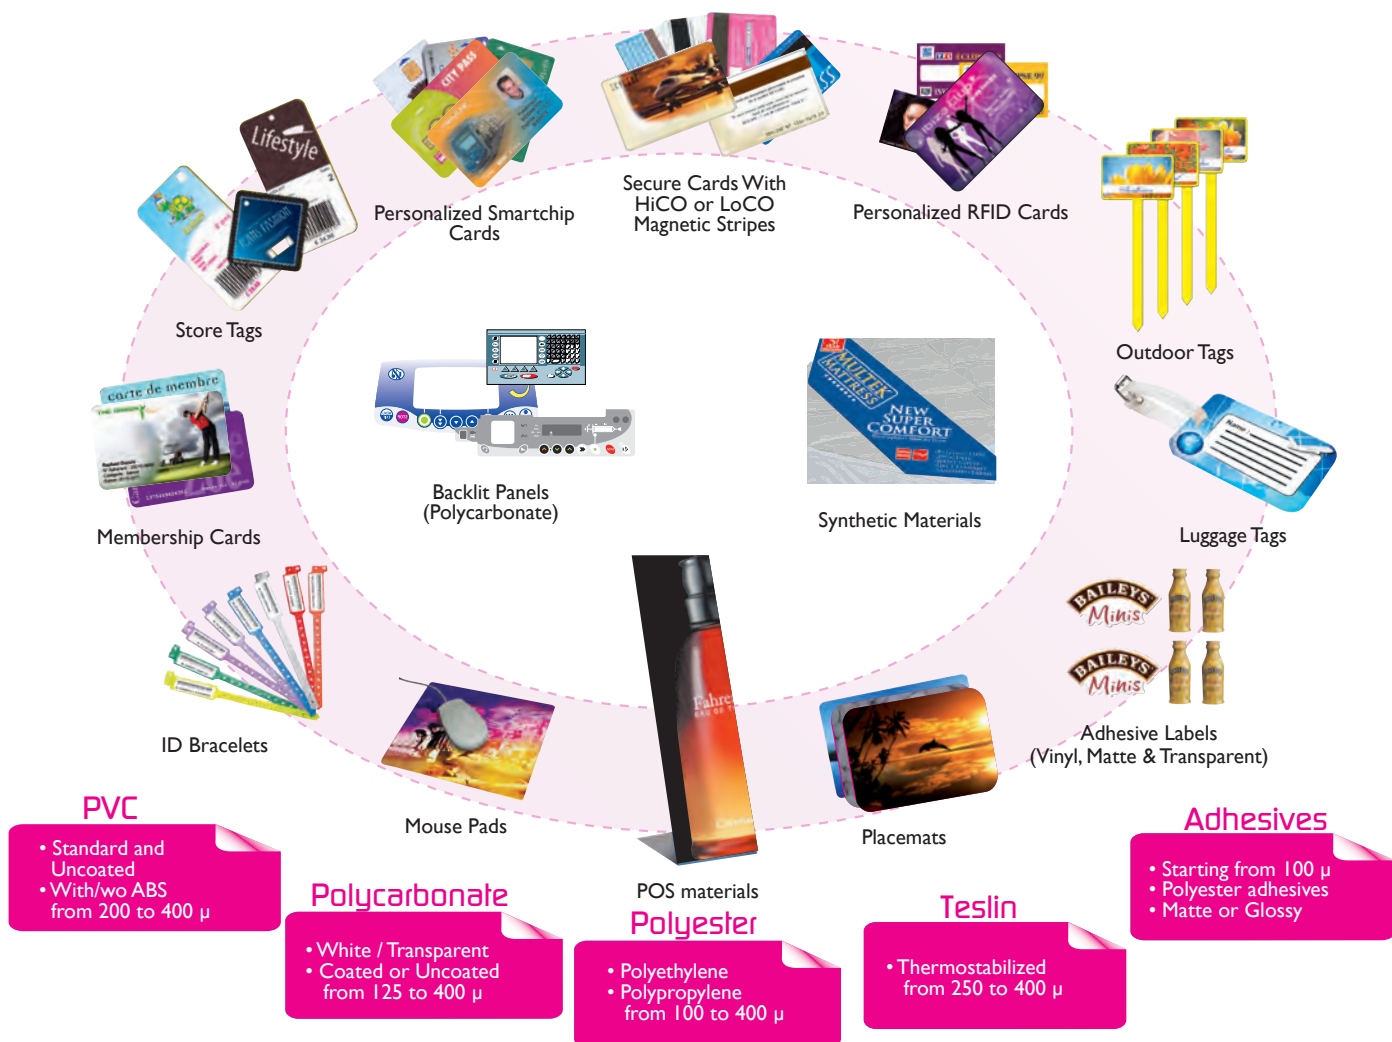 CITY PASS
Lifestyle
Personalized Smartchip
Cards
Secure Cards With
HiCO or LoCO
Magnetic Stripes
Personalized RFID Cards
Store Tags
Outdoor Tags
carte de membre
MULTEK
MATTRESS
NEW
SUPER
COMFORT
Name :
Membership Cards
Backlit Panels
(Polycarbonate)
Synthetic Materials
Luggage Tags
BAILEYS
Minis
BAILEYS
Minis
ID Bracelets
Adhesive Labels
(Vinyl, Matte & Transparent)
Mouse Pads
POS materials
Placemats
PVC
• Standard and
Uncoated
• With/wo ABS
from 200 to 400 µ
Polycarbonate
• White / Transparent
• Coated or Uncoated
from 125 to 400 µ
Polyester
• Polyethylene
• Polypropylene
from 100 to 400 µ
Teslin
• Thermostabilized
from 250 to 400 µ
Adhesives
• Starting from 100 µ
• Polyester adhesives
• Matte or Glossy